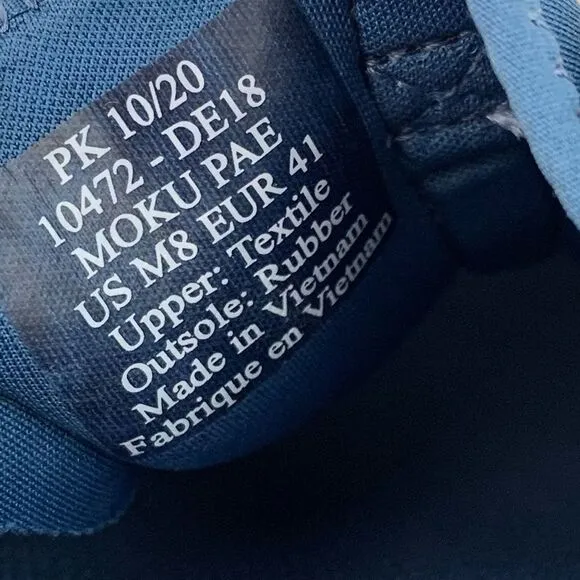 PK 10/20
10472 - DE18
MOKU PAE
US M8 EUR 41
Upper: Textile
Outsole: Rubber
Made in Vietnam
Fabrique en Vietnam